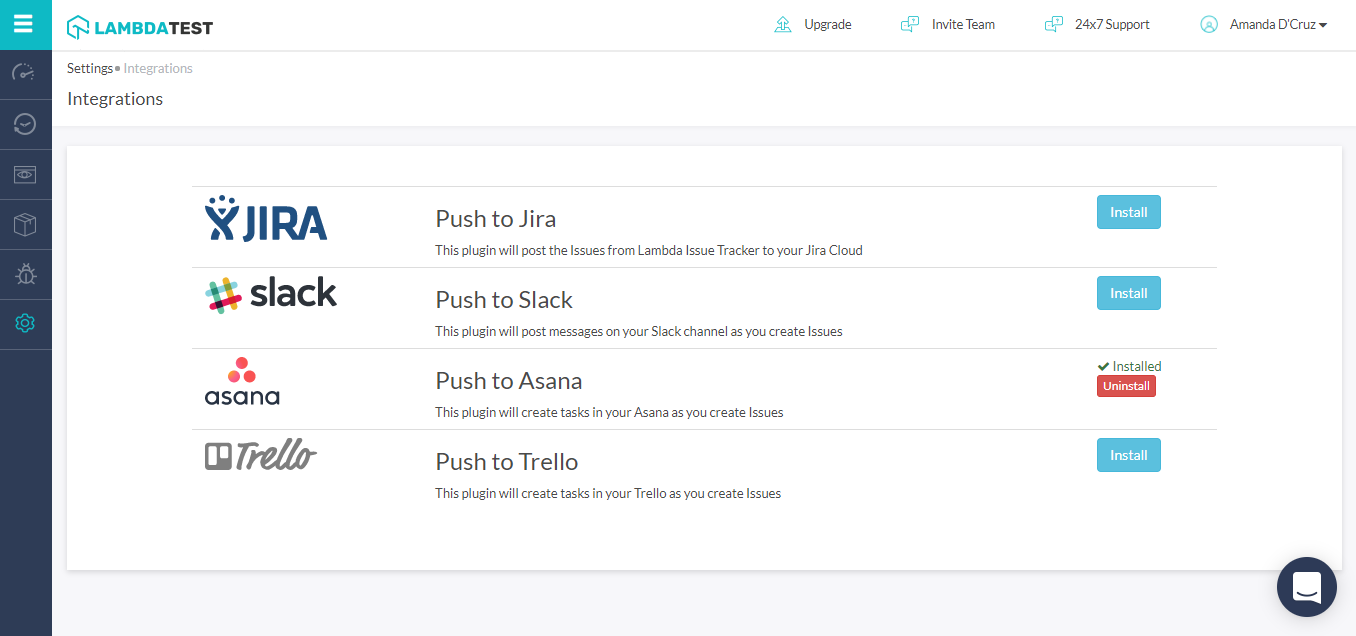 LAMBDATEST
Upgrade
Invite Team
24x7 Support
Amanda D'Cruz
Settings • Integrations
Integrations
JIRA
Push to Jira
Install
This plugin will post the Issues from Lambda Issue Tracker to your Jira Cloud
slack
Push to Slack
Install
This plugin will post messages on your Slack channel as you create Issues
asana
Push to Asana
Installed
Uninstall
This plugin will create tasks in your Asana as you create Issues
Trello
Push to Trello
Install
This plugin will create tasks in your Trello as you create Issues